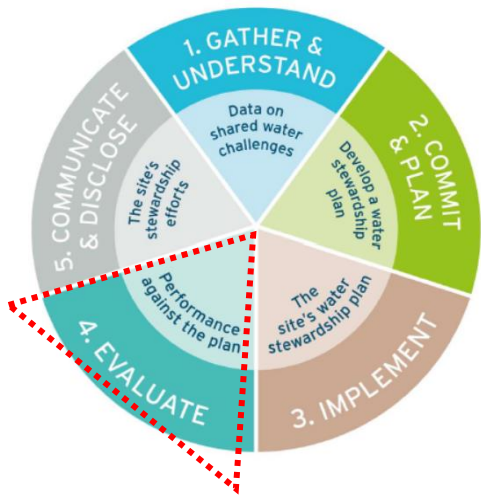 1. GATHER &
UNDERSTAND
Data on
shared water
challenges
2. COMMIT
& PLAN
Develop a water
stewardship
plan
3. IMPLEMENT
The
site's water
stewardship plan
4. EVALUATE
Performance
against the plan
5. COMMUNICATE
& DISCLOSE
The site's
stewardship
efforts